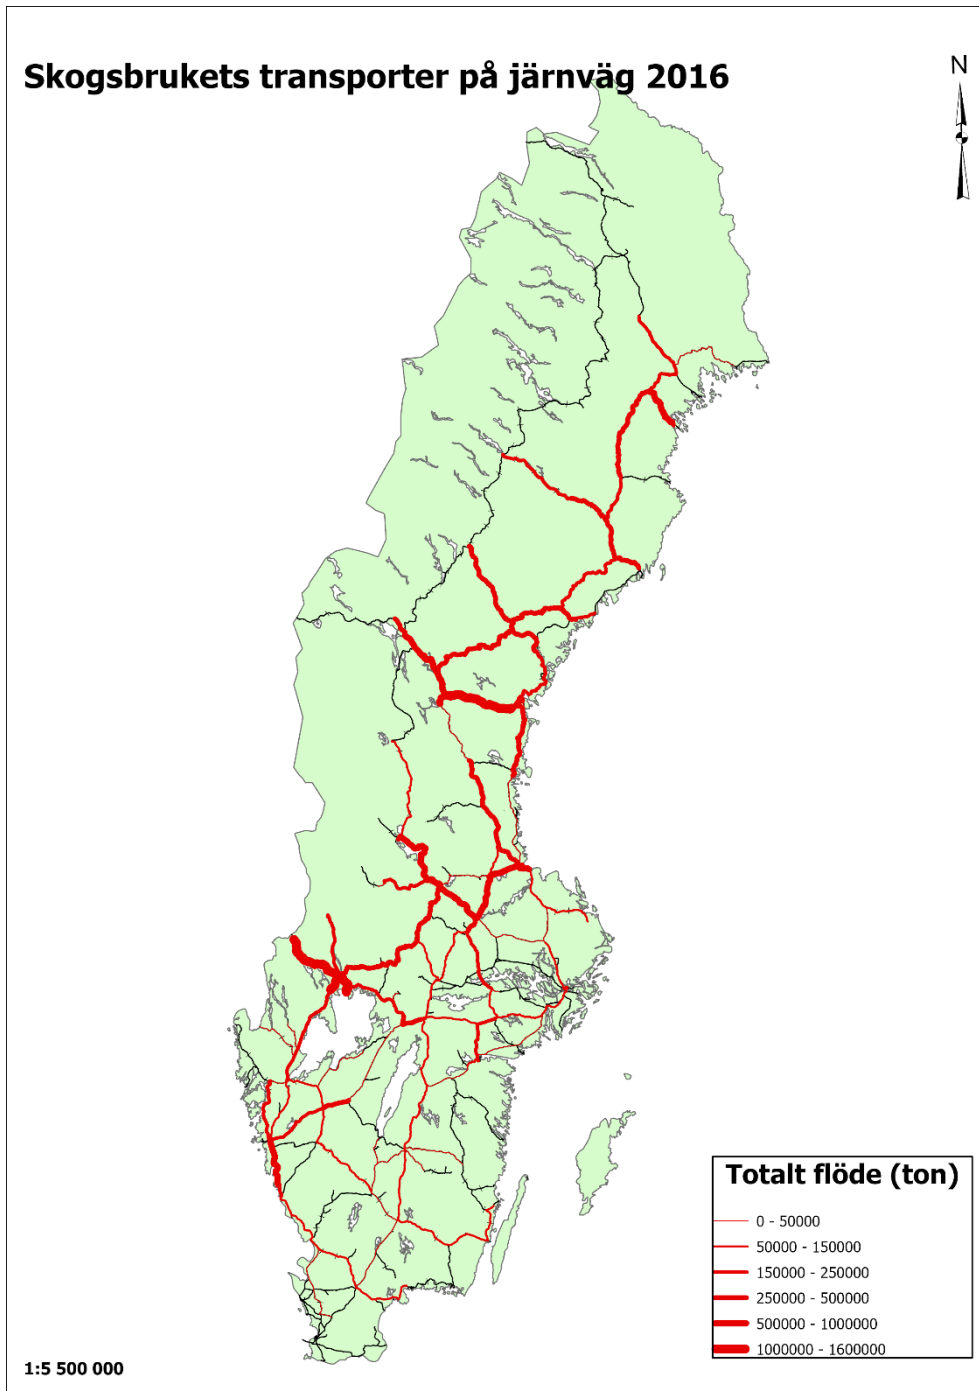 Skogsbrukets transporter på järnväg 2016
N
Totalt flöde (ton)
0 - 50000
50000 - 150000
150000 - 250000
250000 - 500000
500000 - 1000000
1000000 - 1600000
1:5 500 000